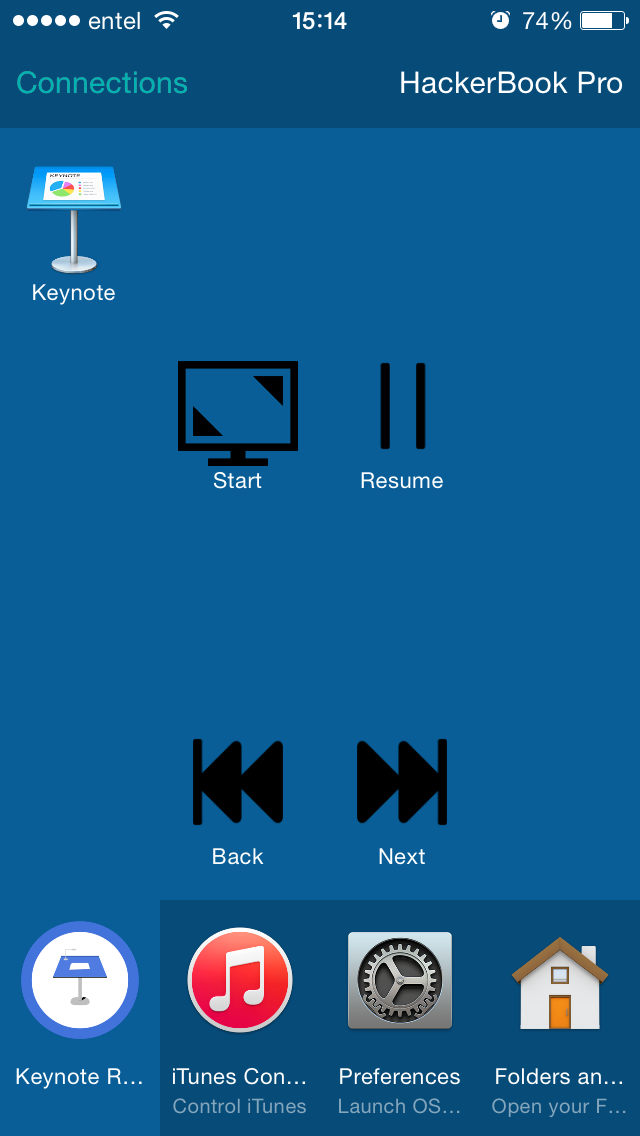 entel 15:14 74%
Connections HackerBook Pro
KEYNOTE
Keynote
Start Resume
Back Next
Keynote R... iTunes Con... Preferences Folders an...
Control iTunes Launch OS... Open your F...